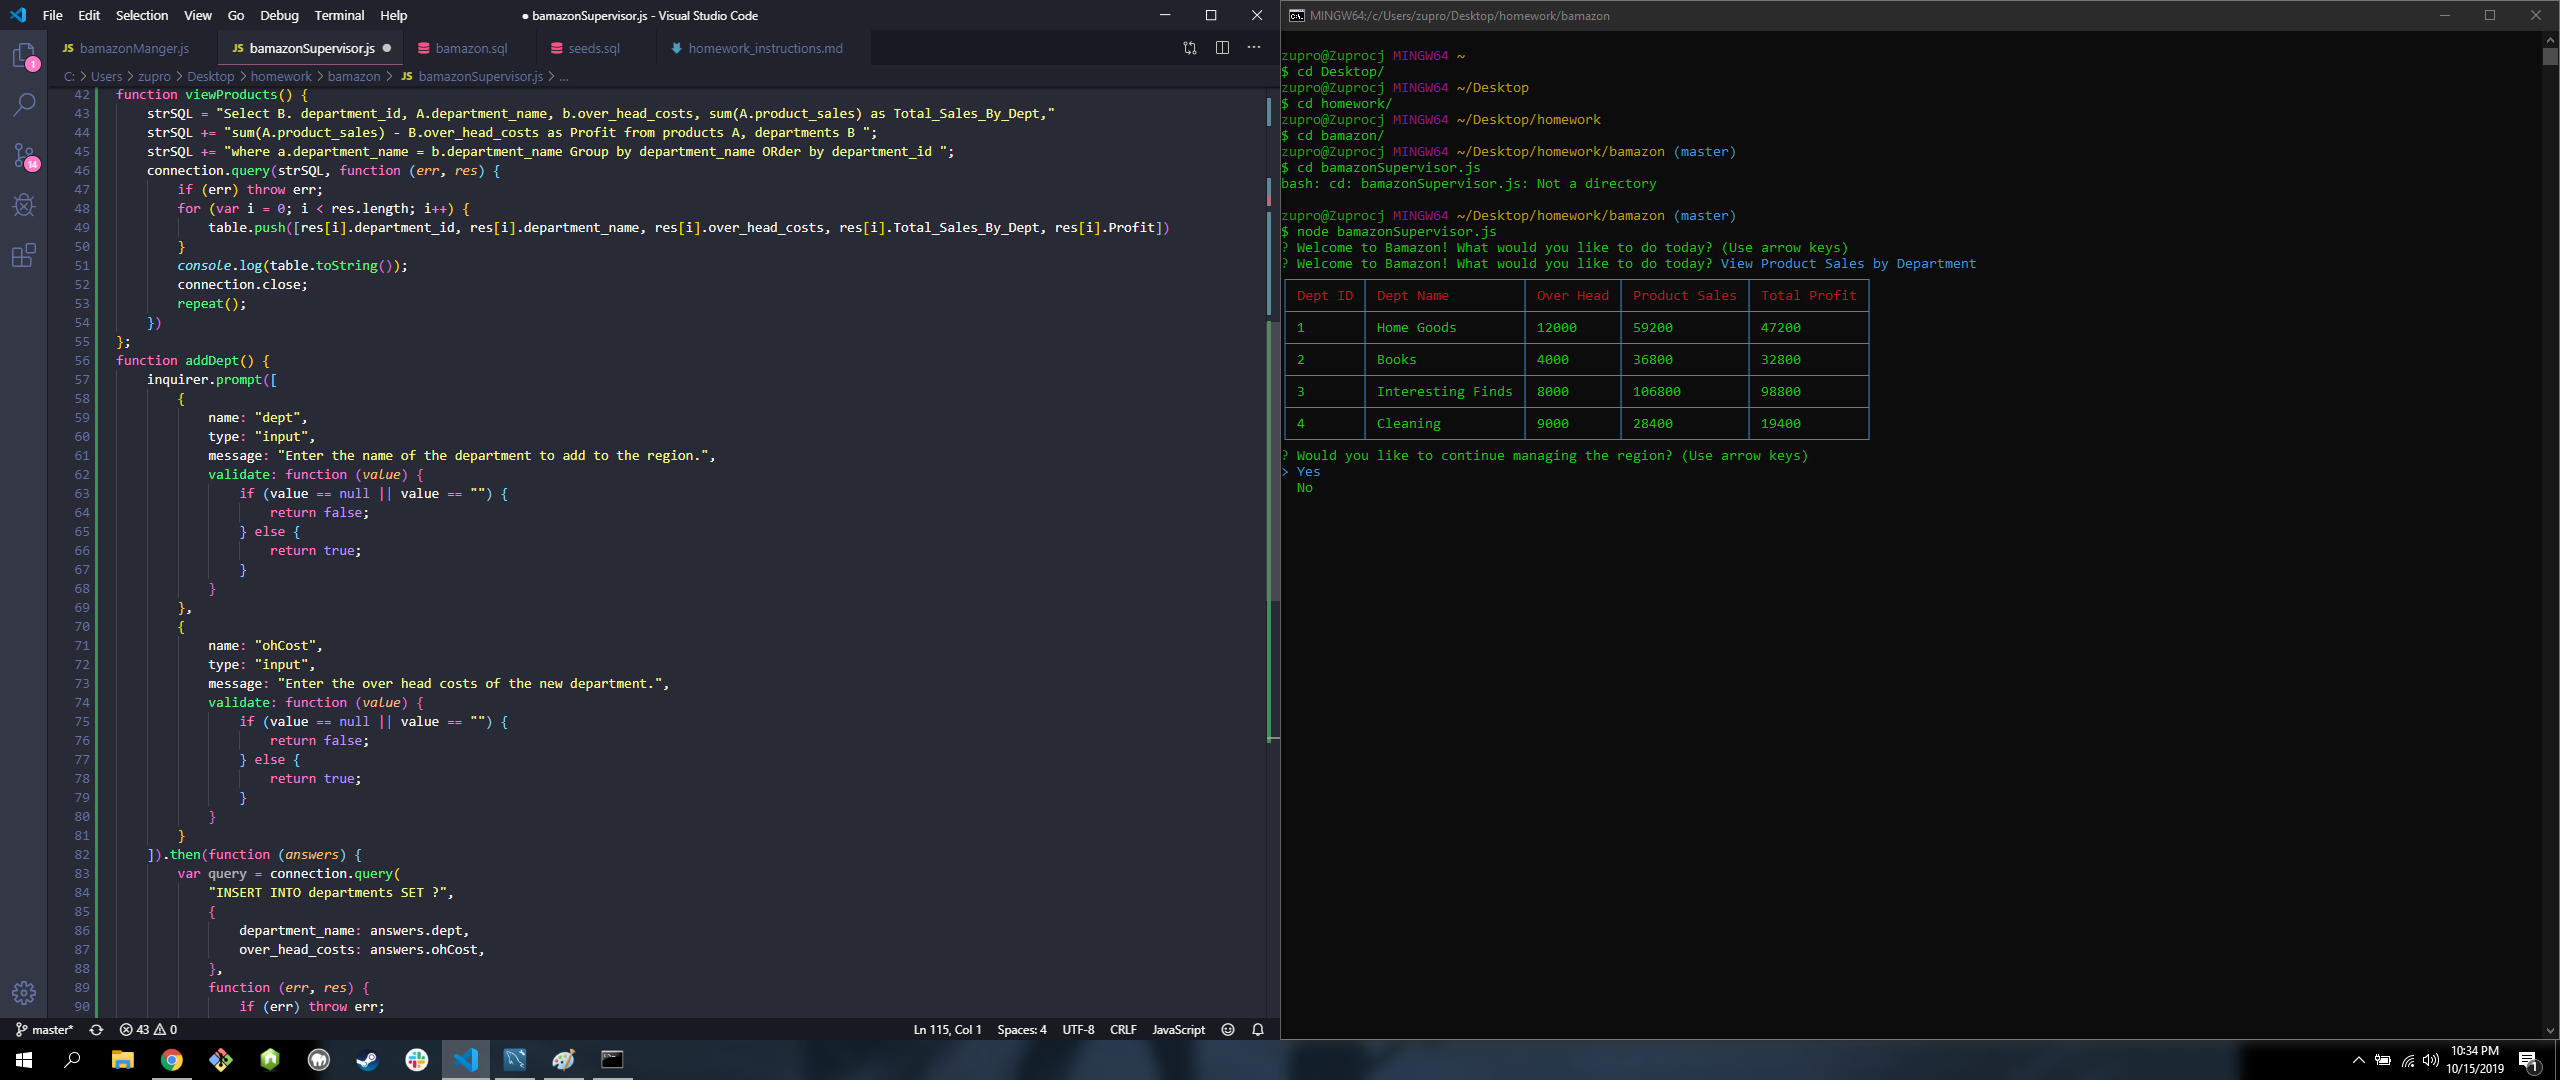 File Edit Selection View Go Debug Terminal Help
● bamazonSupervisor.js - Visual Studio Code
JS bamazonManger.js
JS bamazonSupervisor.js ●
bamazon.sql
seeds.sql
homework_instructions.md
C: > Users > zupro > Desktop > homework > bamazon > JS bamazonSupervisor.js > ...
42 function viewProducts() {
43 strSQL = "Select B. department_id, A.department_name, b.over_head_costs, sum(A.product_sales) as Total_Sales_By_Dept,"
44 strSQL += "sum(A.product_sales) - B.over_head_costs as Profit from products A, departments B ";
45 strSQL += "where a.department_name = b.department_name Group by department_name ORder by department_id ";
46 connection.query(strSQL, function (err, res) {
47 if (err) throw err;
48 for (var i = 0; i < res.length; i++) {
49 table.push([res[i].department_id, res[i].department_name, res[i].over_head_costs, res[i].Total_Sales_By_Dept, res[i].Profit])
50 }
51 console.log(table.toString());
52 connection.close;
53 repeat();
54 })
55 };
56 function addDept() {
57 inquirer.prompt([
58 {
59 name: "dept",
60 type: "input",
61 message: "Enter the name of the department to add to the region.",
62 validate: function (value) {
63 if (value == null || value == "") {
64 return false;
65 } else {
66 return true;
67 }
68 }
69 },
70 {
71 name: "ohCost",
72 type: "input",
73 message: "Enter the over head costs of the new department.",
74 validate: function (value) {
75 if (value == null || value == "") {
76 return false;
77 } else {
78 return true;
79 }
80 }
81 }
82 ]).then(function (answers) {
83 var query = connection.query(
84 "INSERT INTO departments SET ?",
85 {
86 department_name: answers.dept,
87 over_head_costs: answers.ohCost,
88 },
89 function (err, res) {
90 if (err) throw err;
1
14
master* 43 0
Ln 115, Col 1 Spaces: 4 UTF-8 CRLF JavaScript
MINGW64:/c/Users/zupro/Desktop/homework/bamazon
zupro@Zuprocj MINGW64 ~
$ cd Desktop/
zupro@Zuprocj MINGW64 ~/Desktop
$ cd homework/
zupro@Zuprocj MINGW64 ~/Desktop/homework
$ cd bamazon/
zupro@Zuprocj MINGW64 ~/Desktop/homework/bamazon (master)
$ cd bamazonSupervisor.js
bash: cd: bamazonSupervisor.js: Not a directory
zupro@Zuprocj MINGW64 ~/Desktop/homework/bamazon (master)
$ node bamazonSupervisor.js
? Welcome to Bamazon! What would you like to do today? (Use arrow keys)
? Welcome to Bamazon! What would you like to do today? View Product Sales by Department
Dept ID Dept Name Over Head Product Sales Total Profit
1 Home Goods 12000 59200 47200
2 Books 4000 36800 32800
3 Interesting Finds 8000 106800 98800
4 Cleaning 9000 28400 19400
? Would you like to continue managing the region? (Use arrow keys)
> Yes
No
10:34 PM
10/15/2019
1